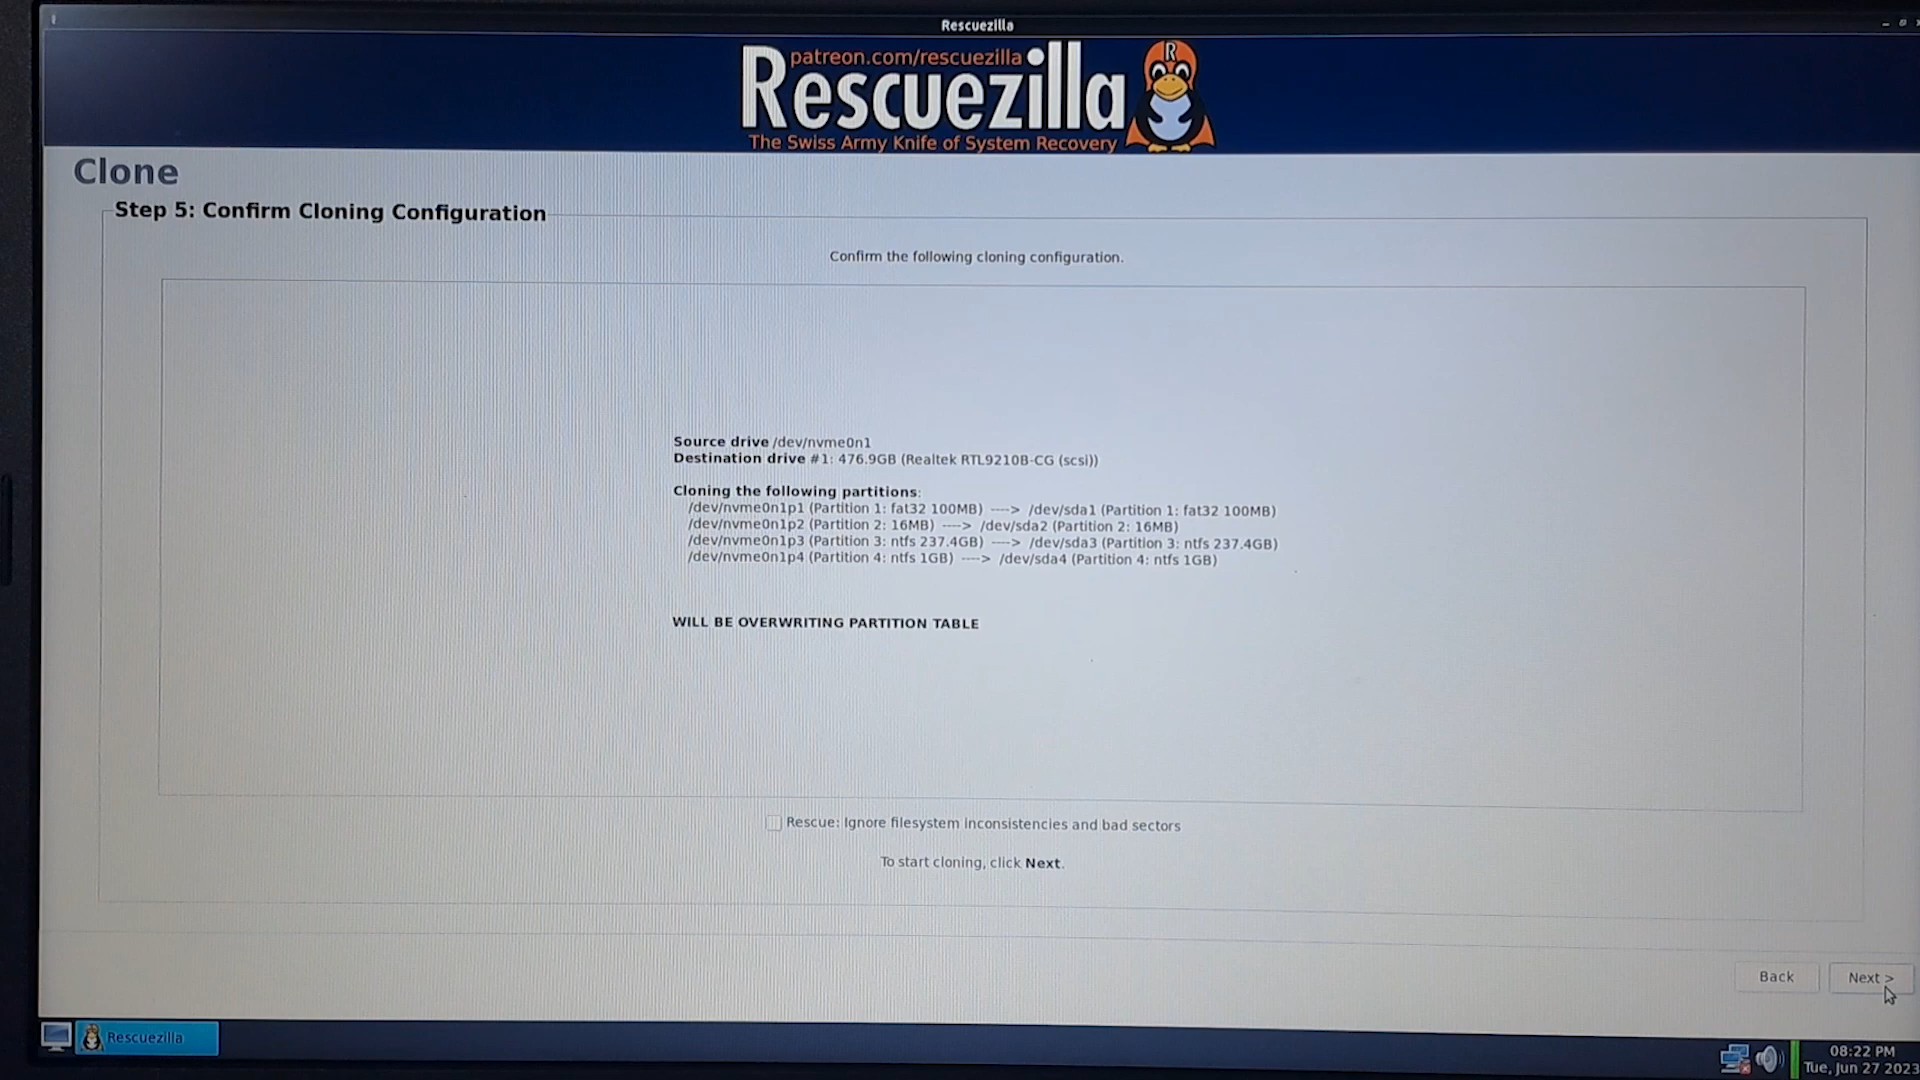 Rescuezilla
patreon.com/rescuezilla
Rescuezilla
R
The Swiss Army Knife of System Recovery
Clone
Step 5: Confirm Cloning Configuration
Confirm the following cloning configuration.
Source drive /dev/nvme0n1
Destination drive #1: 476.9GB (Realtek RTL9210B-CG (scsi))
Cloning the following partitions:
/dev/nvme0n1p1 (Partition 1: fat32 100MB) ----> /dev/sda1 (Partition 1: fat32 100MB)
/dev/nvme0n1p2 (Partition 2: 16MB) ----> /dev/sda2 (Partition 2: 16MB)
/dev/nvme0n1p3 (Partition 3: ntfs 237.4GB) ----> /dev/sda3 (Partition 3: ntfs 237.4GB)
/dev/nvme0n1p4 (Partition 4: ntfs 1GB) ----> /dev/sda4 (Partition 4: ntfs 1GB)
WILL BE OVERWRITING PARTITION TABLE
Rescue: Ignore filesystem inconsistencies and bad sectors
To start cloning, click Next.
Back
Next >
Rescuezilla
08:22 PM
Tue, Jun 27 2023